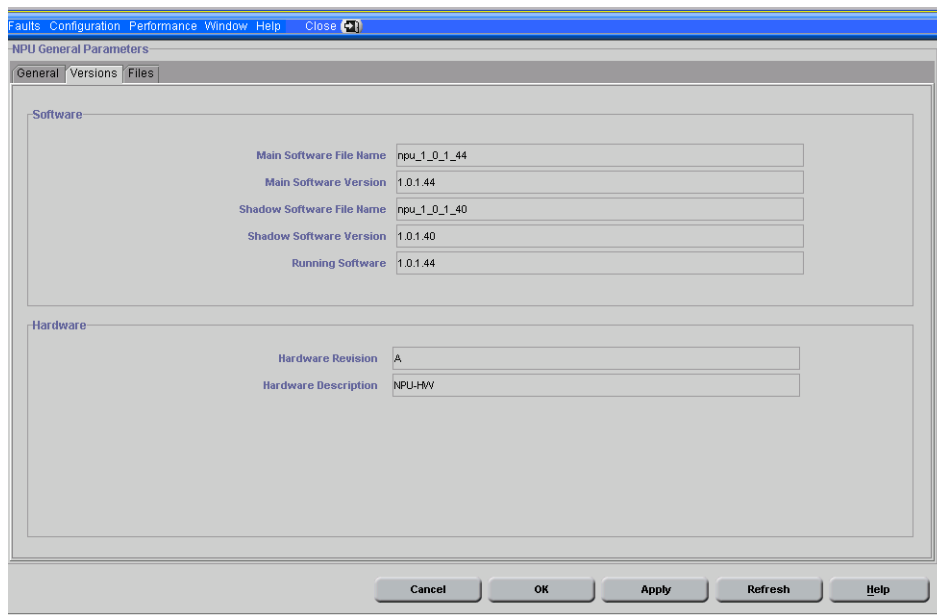 Faults Configuration Performance Window Help Close
NPU General Parameters
General Versions Files
Software
Main Software File Name npu_1_0_1_44
Main Software Version 1.0.1.44
Shadow Software File Name npu_1_0_1_40
Shadow Software Version 1.0.1.40
Running Software 1.0.1.44
Hardware
Hardware Revision A
Hardware Description NPU-HW
Cancel OK Apply Refresh Help